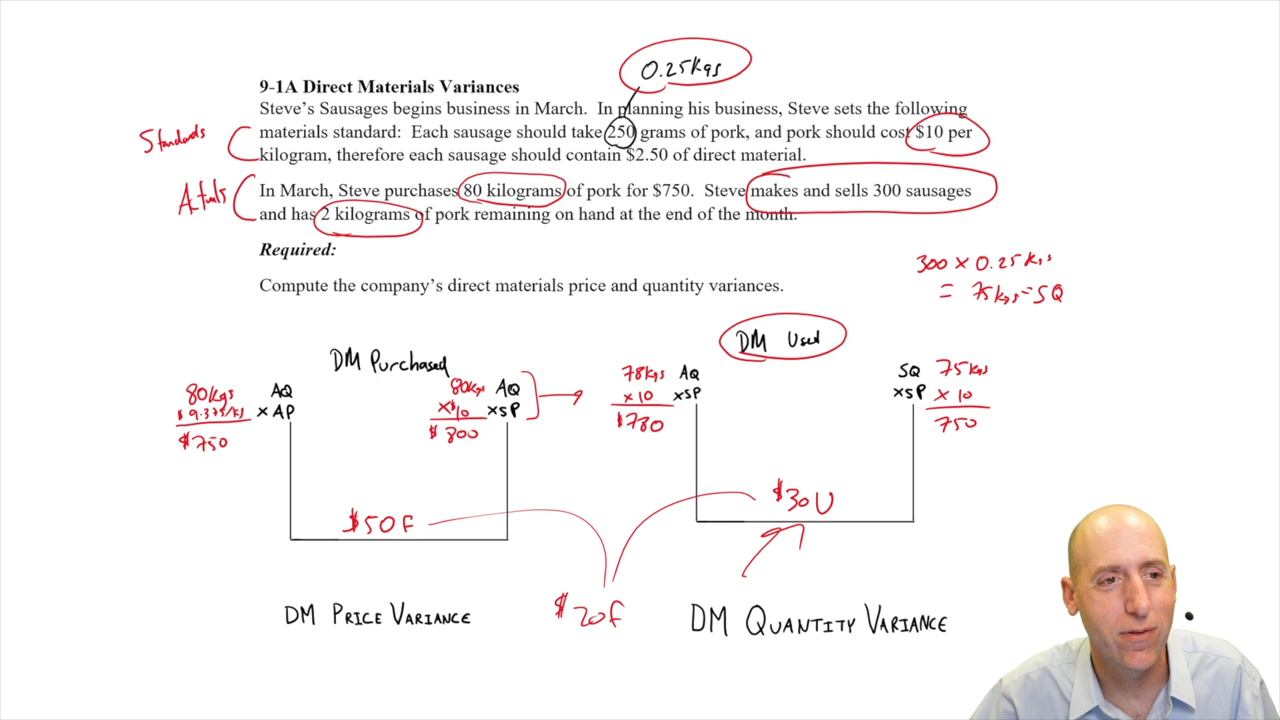 0.25kgs
9-1A Direct Materials Variances
Steve's Sausages begins business in March.  In planning his business, Steve sets the following
Standards
materials standard:  Each sausage should take 250 grams of pork, and pork should cost $10 per
kilogram, therefore each sausage should contain $2.50 of direct material.
Actuals
In March, Steve purchases 80 kilograms of pork for $750.  Steve makes and sells 300 sausages
and has 2 kilograms of pork remaining on hand at the end of the month.
Required:
Compute the company's direct materials price and quantity variances.
300 × 0.25kgs
= 75kgs = SQ
DM Purchased
DM Used
80kgs AQ
$9.375/kg × AP
$750
80kgs AQ
×$10 ×SP
$800
78kgs AQ
×10 ×SP
$780
SQ 75kgs
×SP ×10
750
$50F
$30U
$20F
DM PRICE VARIANCE
DM QUANTITY VARIANCE